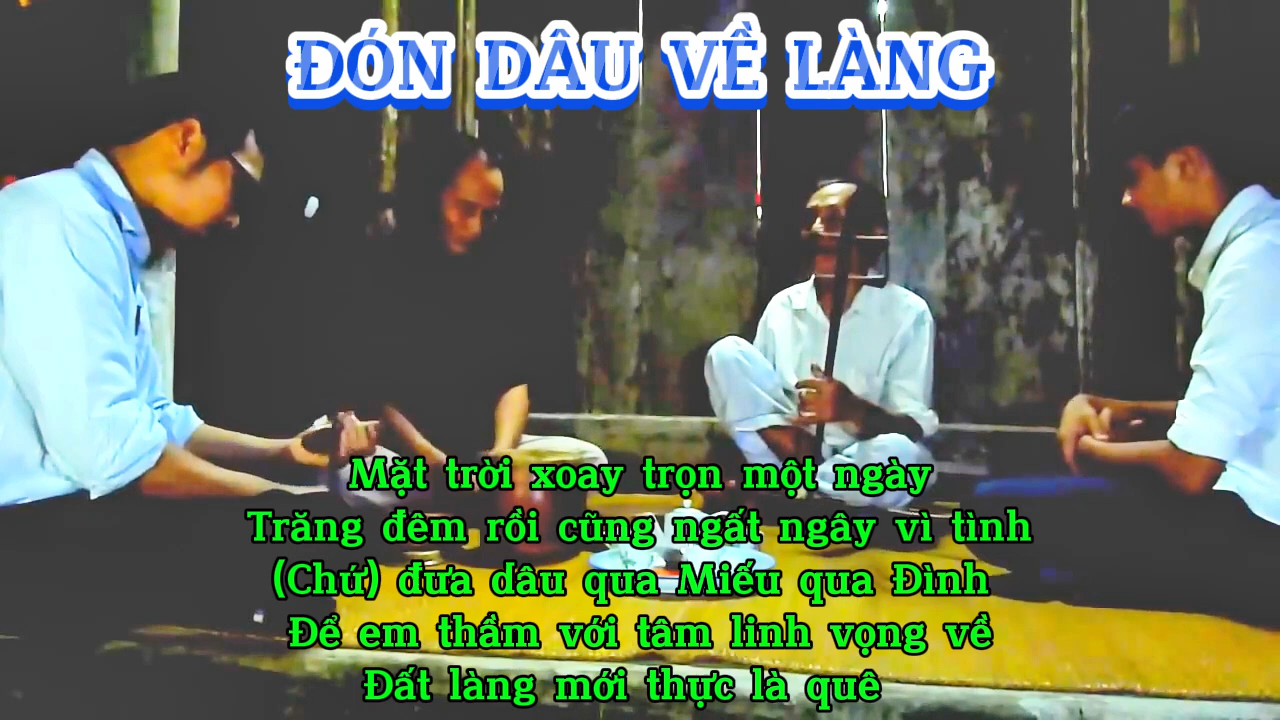 ĐÓN DÂU VỀ LÀNG
Mặt trời xoay trọn một ngày
Trăng đêm rồi cũng ngất ngây vì tình
(Chứ) đưa dâu qua Miếu qua Đình
Để em thầm với tâm linh vọng về
Đất làng mới thực là quê